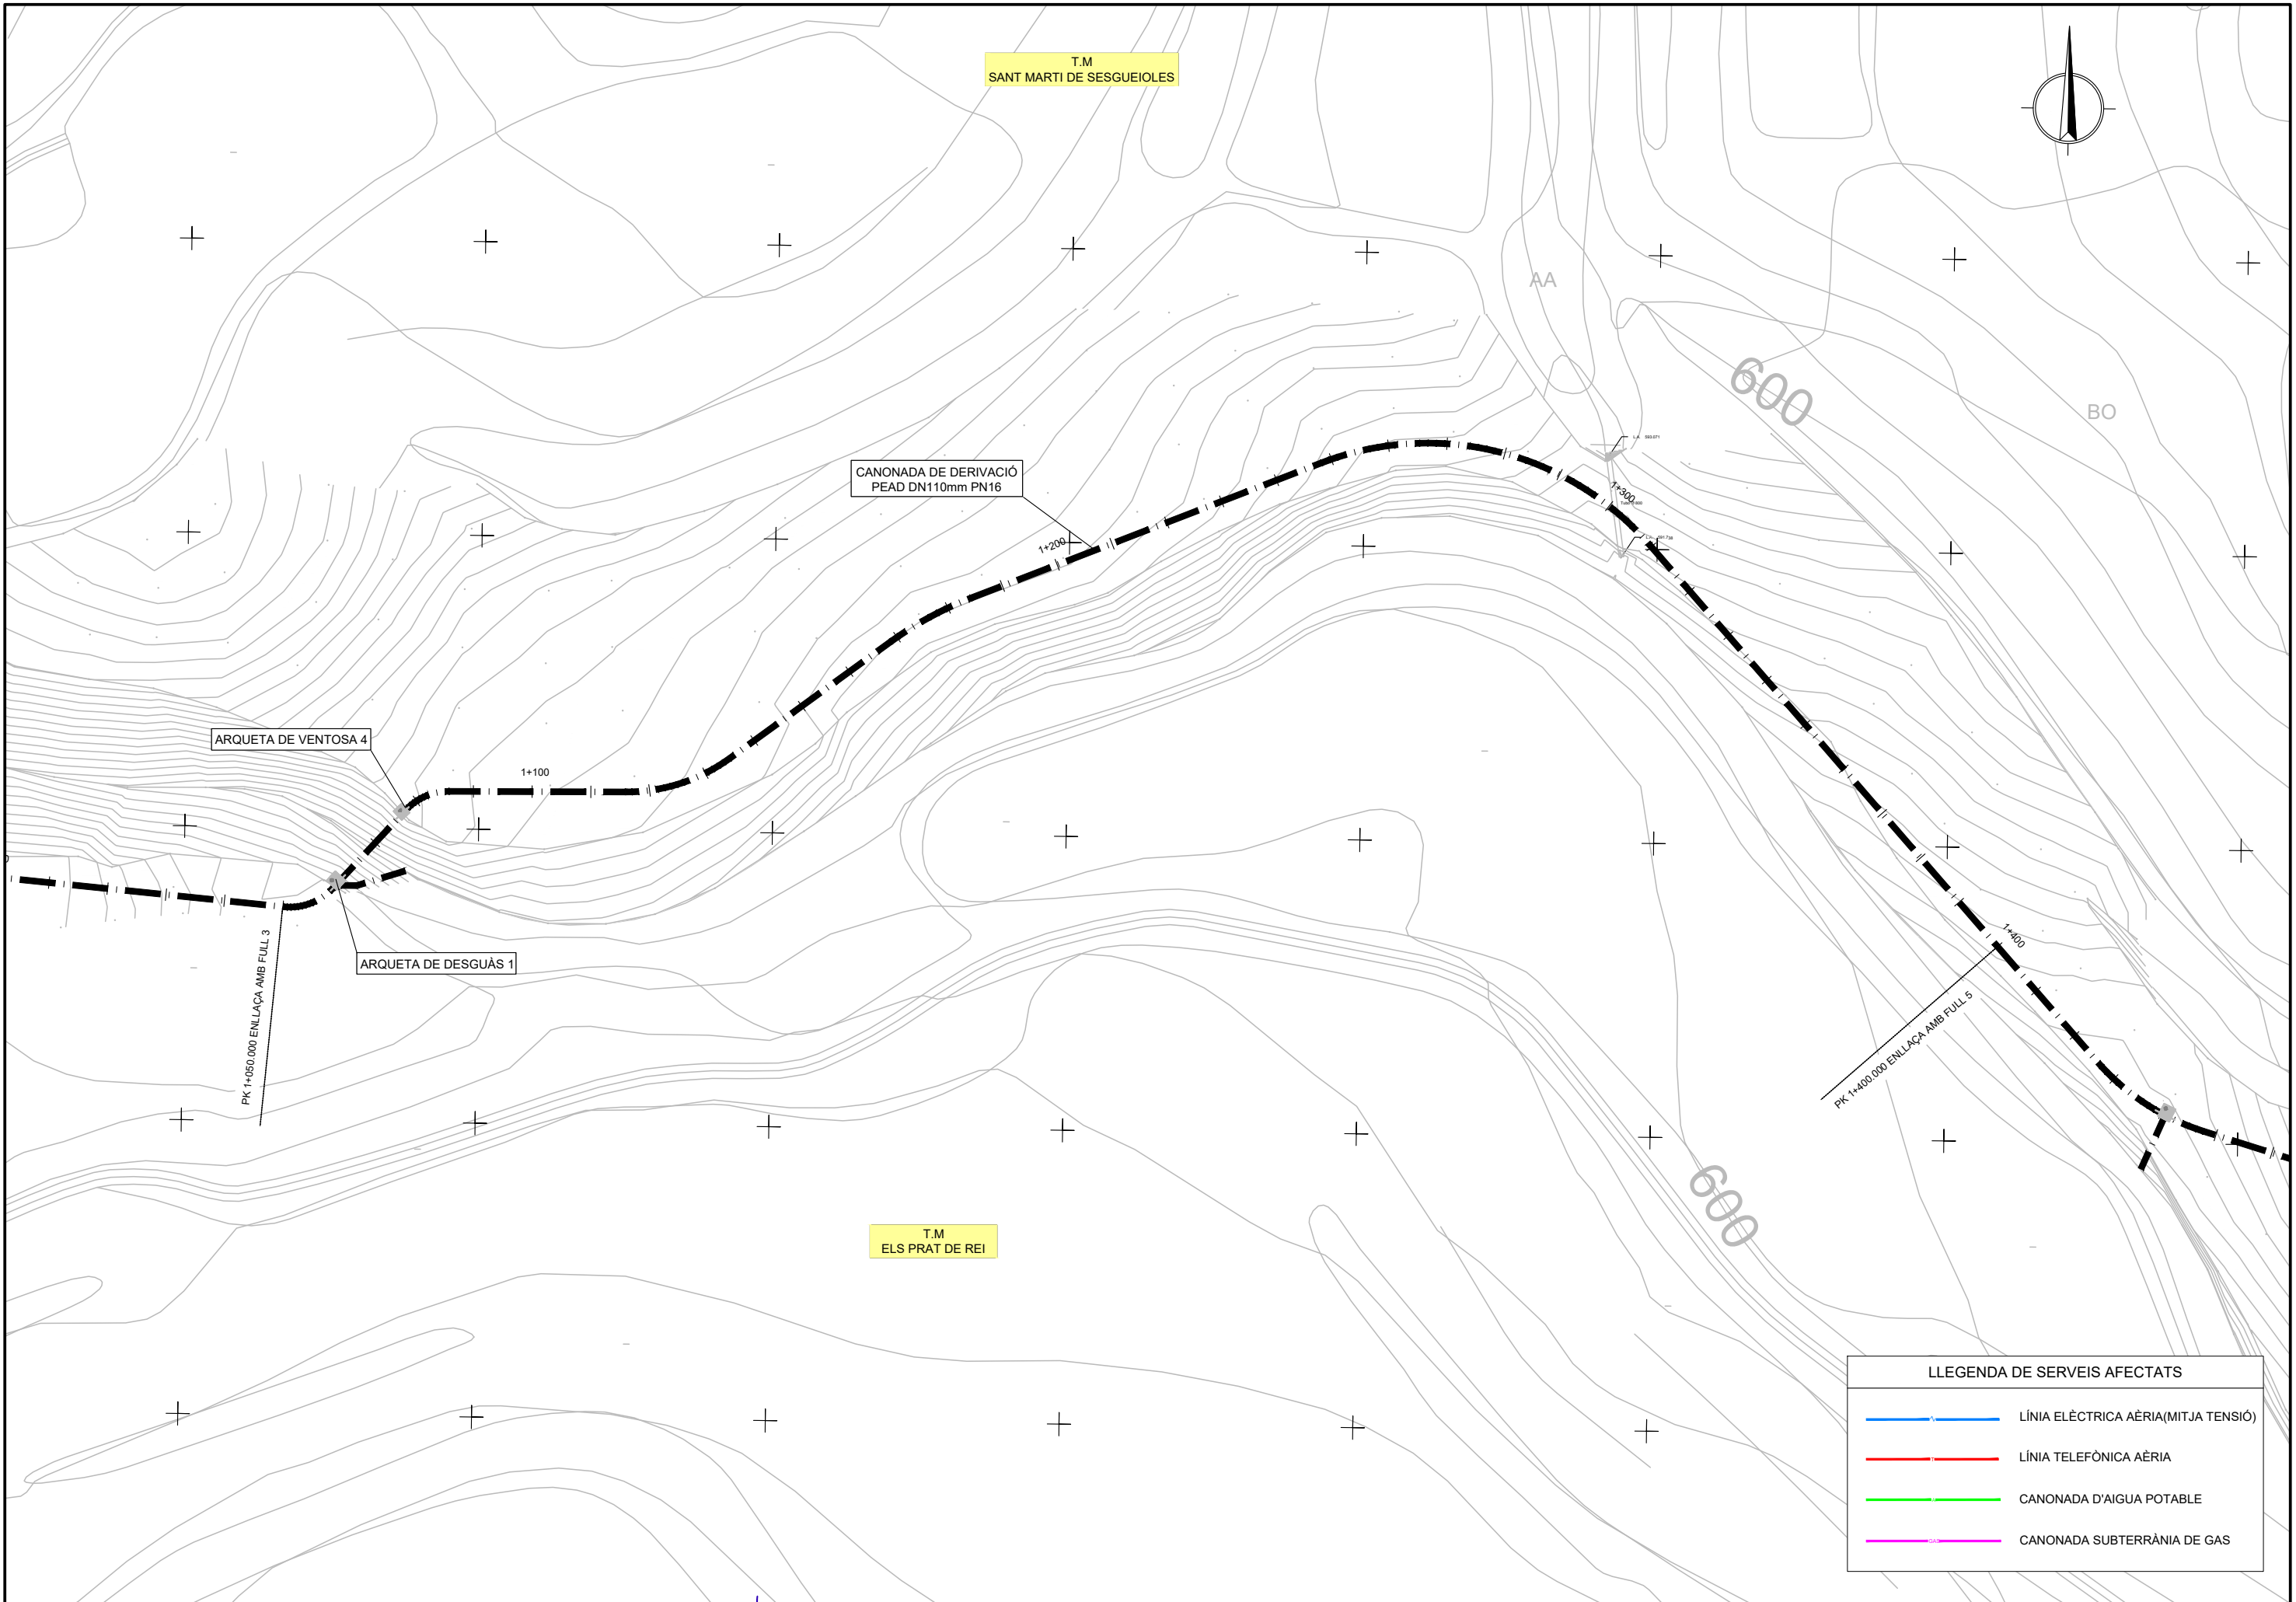 T.M
SANT MARTI DE SESGUEIOLES
AA
600
BO
CANONADA DE DERIVACIÓ
PEAD DN110mm PN16
1+300
1+200
ARQUETA DE VENTOSA 4
1+100
ARQUETA DE DESGUÀS 1
PK 1+050.000 ENLLAÇA AMB FULL 3
1+400
PK 1+400.000 ENLLAÇA AMB FULL 5
600
T.M
ELS PRAT DE REI
LLEGENDA DE SERVEIS AFECTATS
LÍNIA ELÈCTRICA AÈRIA(MITJA TENSIÓ)
LÍNIA TELEFÒNICA AÈRIA
CANONADA D'AIGUA POTABLE
GAS CANONADA SUBTERRÀNIA DE GAS